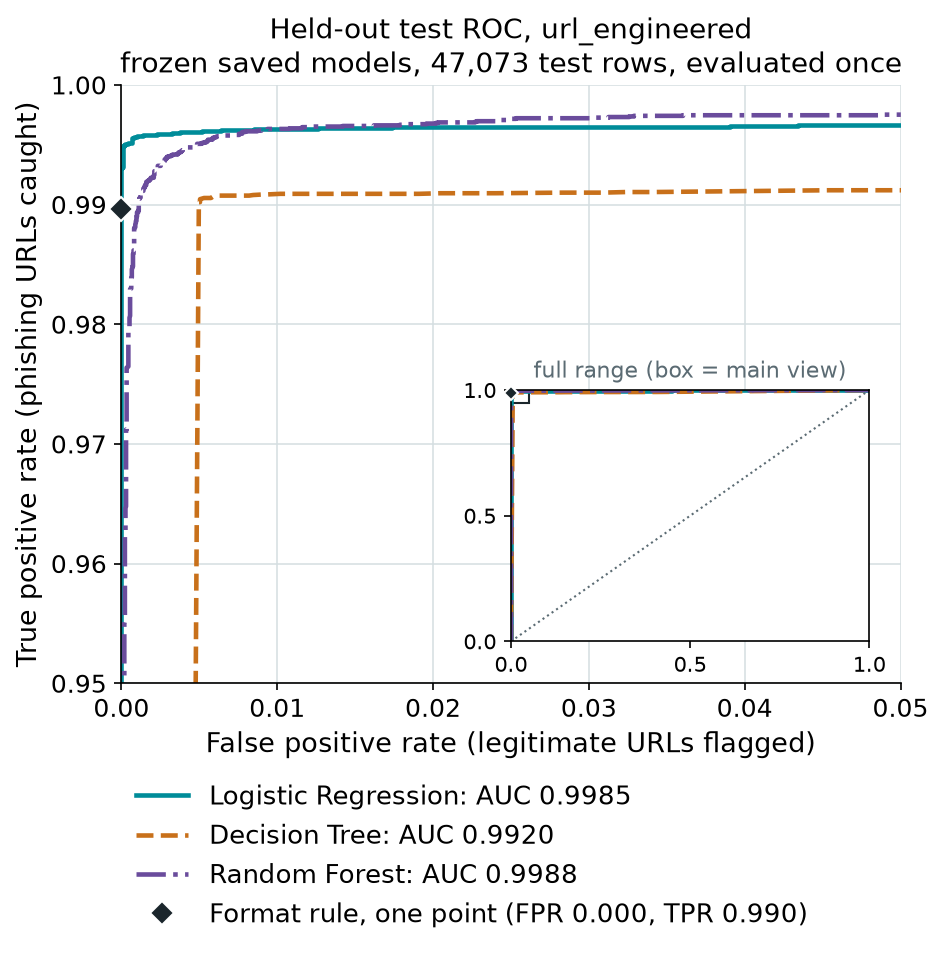 Held-out test ROC, url_engineered
frozen saved models, 47,073 test rows, evaluated once
True positive rate (phishing URLs caught)
1.00
0.99
0.98
0.97
0.96
0.95
0.00 0.01 0.02 0.03 0.04 0.05
False positive rate (legitimate URLs flagged)
full range (box = main view)
1.0
0.5
0.0
0.0 0.5 1.0
Logistic Regression: AUC 0.9985
Decision Tree: AUC 0.9920
Random Forest: AUC 0.9988
Format rule, one point (FPR 0.000, TPR 0.990)